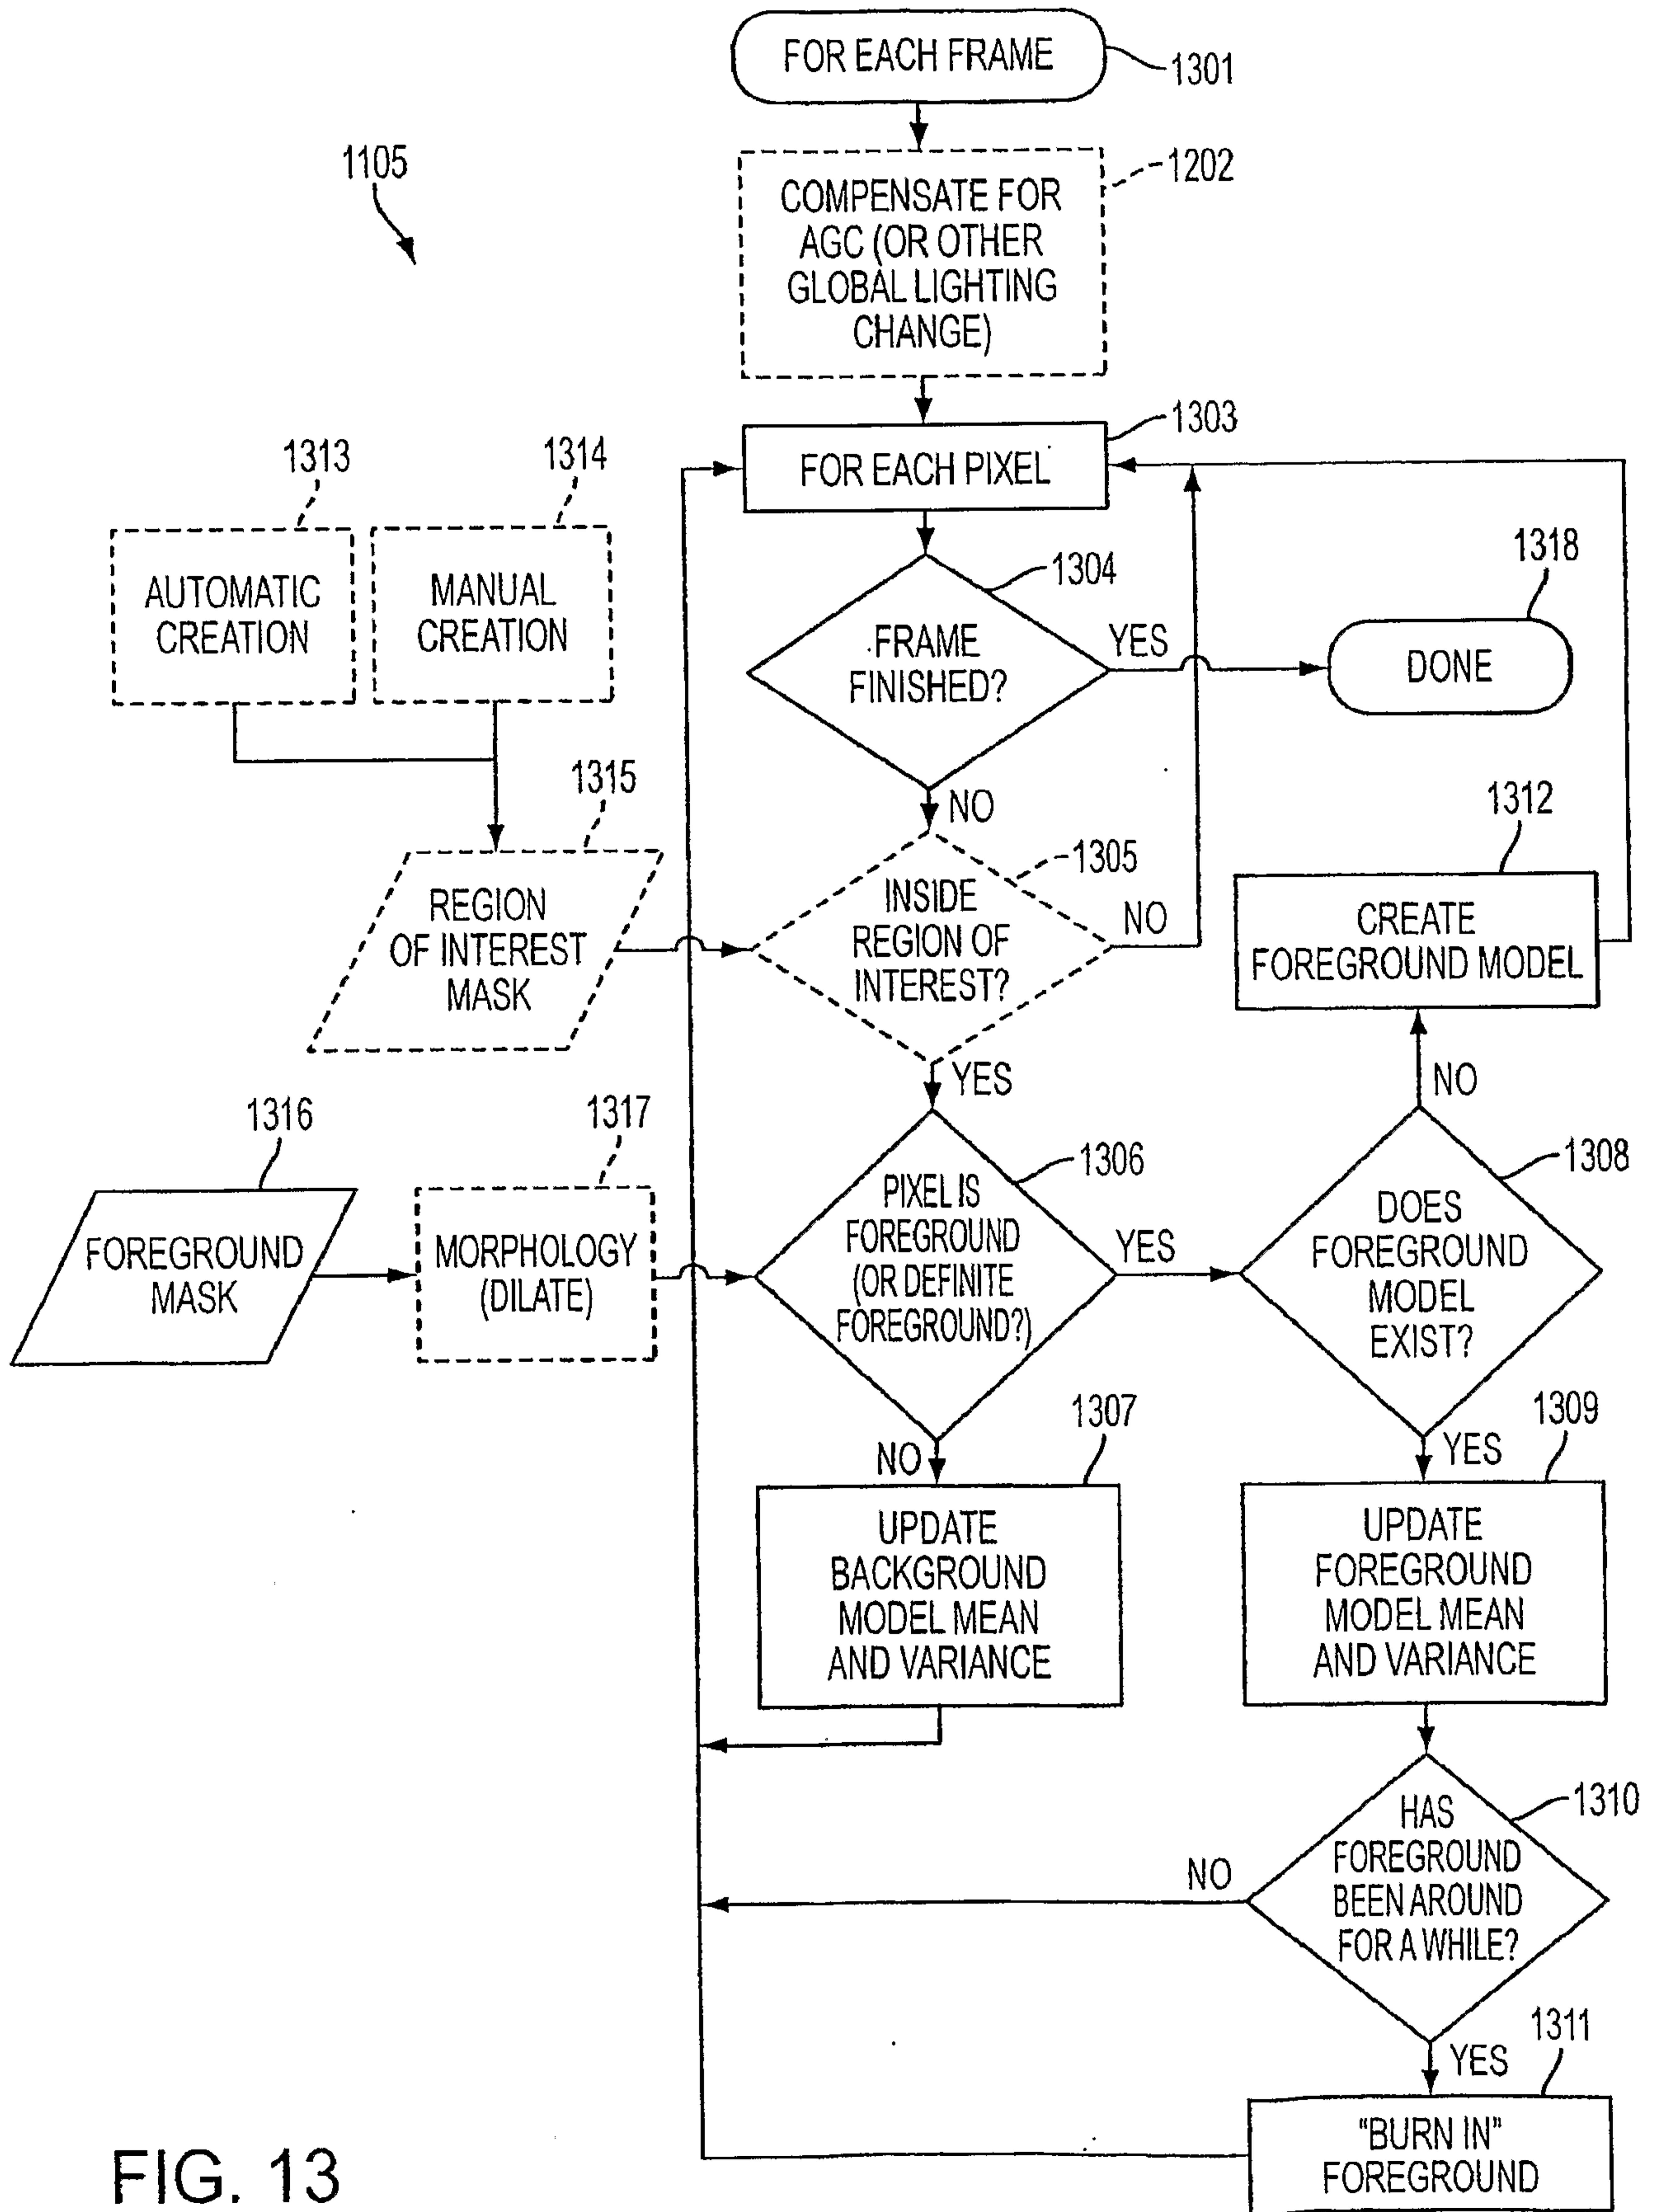 FOR EACH FRAME
1301
1105
COMPENSATE FOR
AGC (OR OTHER
GLOBAL LIGHTING
CHANGE)
1202
FOR EACH PIXEL
1303
1313
1314
AUTOMATIC
CREATION
MANUAL
CREATION
FRAME
FINISHED?
1304
YES
DONE
1318
NO
1315
REGION
OF INTEREST
MASK
INSIDE
REGION OF
INTEREST?
1305
NO
1312
CREATE
FOREGROUND MODEL
YES
NO
1316
FOREGROUND
MASK
1317
MORPHOLOGY
(DILATE)
PIXEL IS
FOREGROUND
(OR DEFINITE
FOREGROUND?)
1306
YES
1308
DOES
FOREGROUND
MODEL
EXIST?
NO
1307
YES
1309
UPDATE
BACKGROUND
MODEL MEAN
AND VARIANCE
UPDATE
FOREGROUND
MODEL MEAN
AND VARIANCE
HAS
FOREGROUND
BEEN AROUND
FOR A WHILE?
1310
NO
YES
1311
"BURN IN"
FOREGROUND
FIG. 13